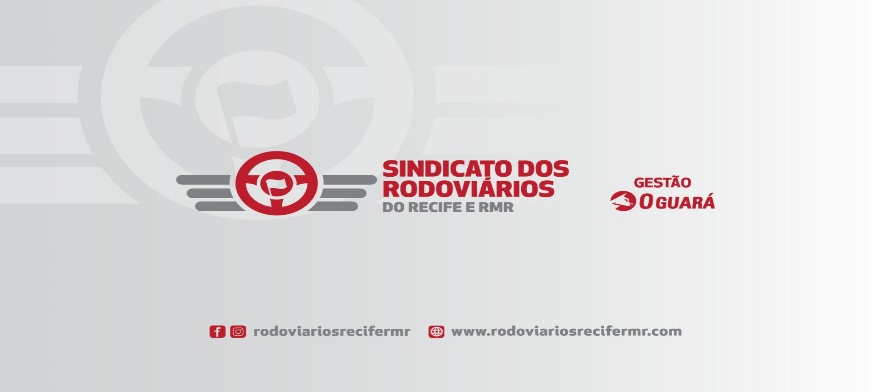 SINDICATO DOS
RODOVIÁRIOS
DO RECIFE E RMR
GESTÃO
O GUARÁ
rodoviariosrecifermr
www.rodoviariosrecifermr.com